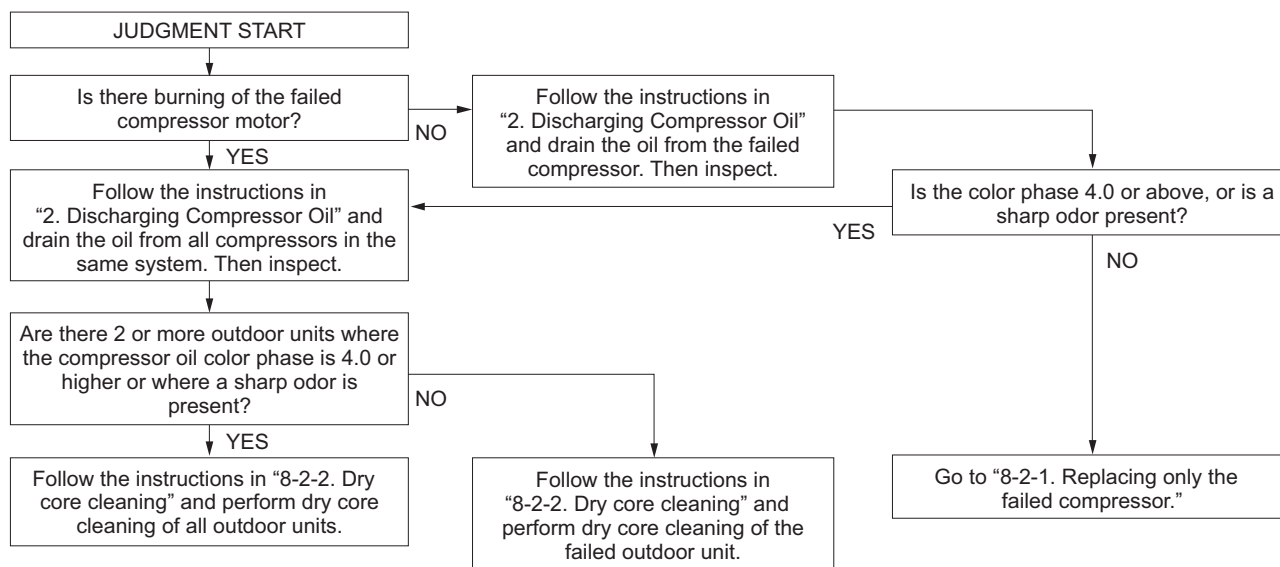 JUDGMENT START
Is there burning of the failed
compressor motor?
NO
YES
Follow the instructions in
“2. Discharging Compressor Oil”
and drain the oil from the failed
compressor. Then inspect.
Is the color phase 4.0 or above, or is a
sharp odor present?
YES
NO
Follow the instructions in
“2. Discharging Compressor Oil” and
drain the oil from all compressors in the
same system. Then inspect.
Are there 2 or more outdoor units where
the compressor oil color phase is 4.0 or
higher or where a sharp odor is
present?
NO
YES
Follow the instructions in “8-2-2. Dry
core cleaning” and perform dry core
cleaning of all outdoor units.
Follow the instructions in
“8-2-2. Dry core cleaning” and
perform dry core cleaning of the
failed outdoor unit.
Go to “8-2-1. Replacing only the
failed compressor.”